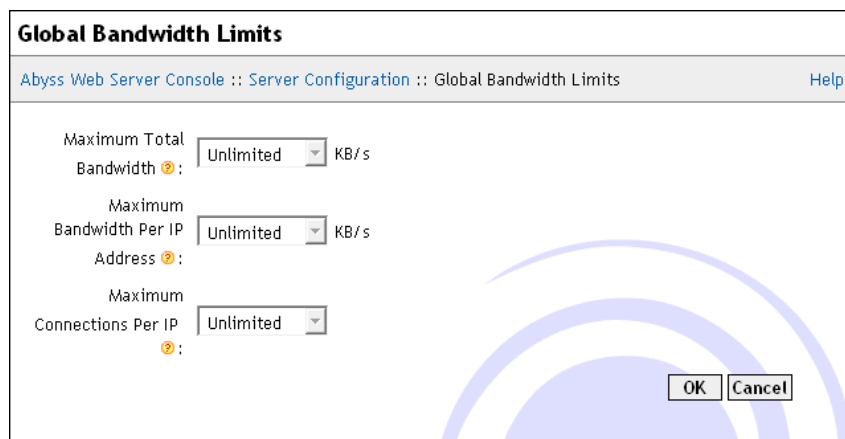 Global Bandwidth Limits
Abyss Web Server Console :: Server Configuration :: Global Bandwidth Limits Help
Maximum Total
Bandwidth ?: Unlimited KB/s
Maximum
Bandwidth Per IP Unlimited KB/s
Address ?:
Maximum
Connections Per IP Unlimited
?:
OK Cancel